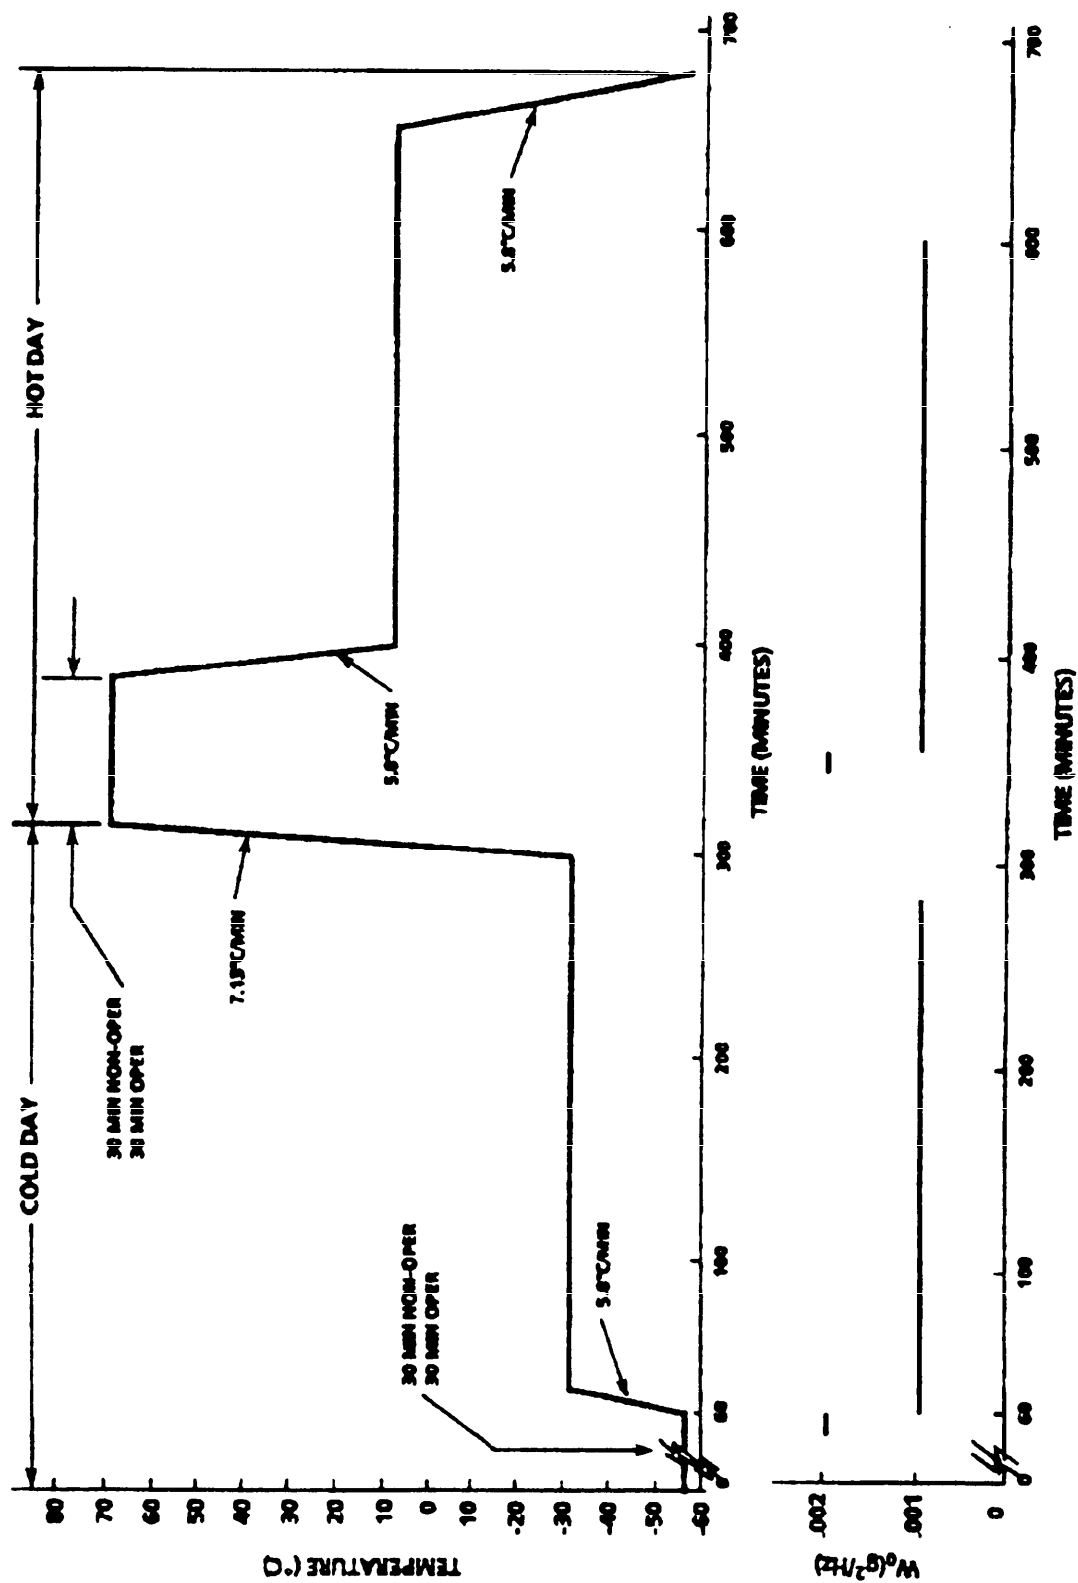 COLD DAY
HOT DAY
30 MIN NON-OPER
30 MIN OPER
5.8°C/MIN
5.8°C/MIN
30 MIN NON-OPER
30 MIN OPER
5.8°C/MIN
TEMPERATURE (°C)
80
70
60
50
40
30
20
10
0
10
-20
-30
-40
-50
-60
0 60 100 200 300 400 500 600 700
TIME (MINUTES)
W₀(g²/Hz)
.002
.001
0
0 60 100 200 300 400 500 600 700
TIME (MINUTES)